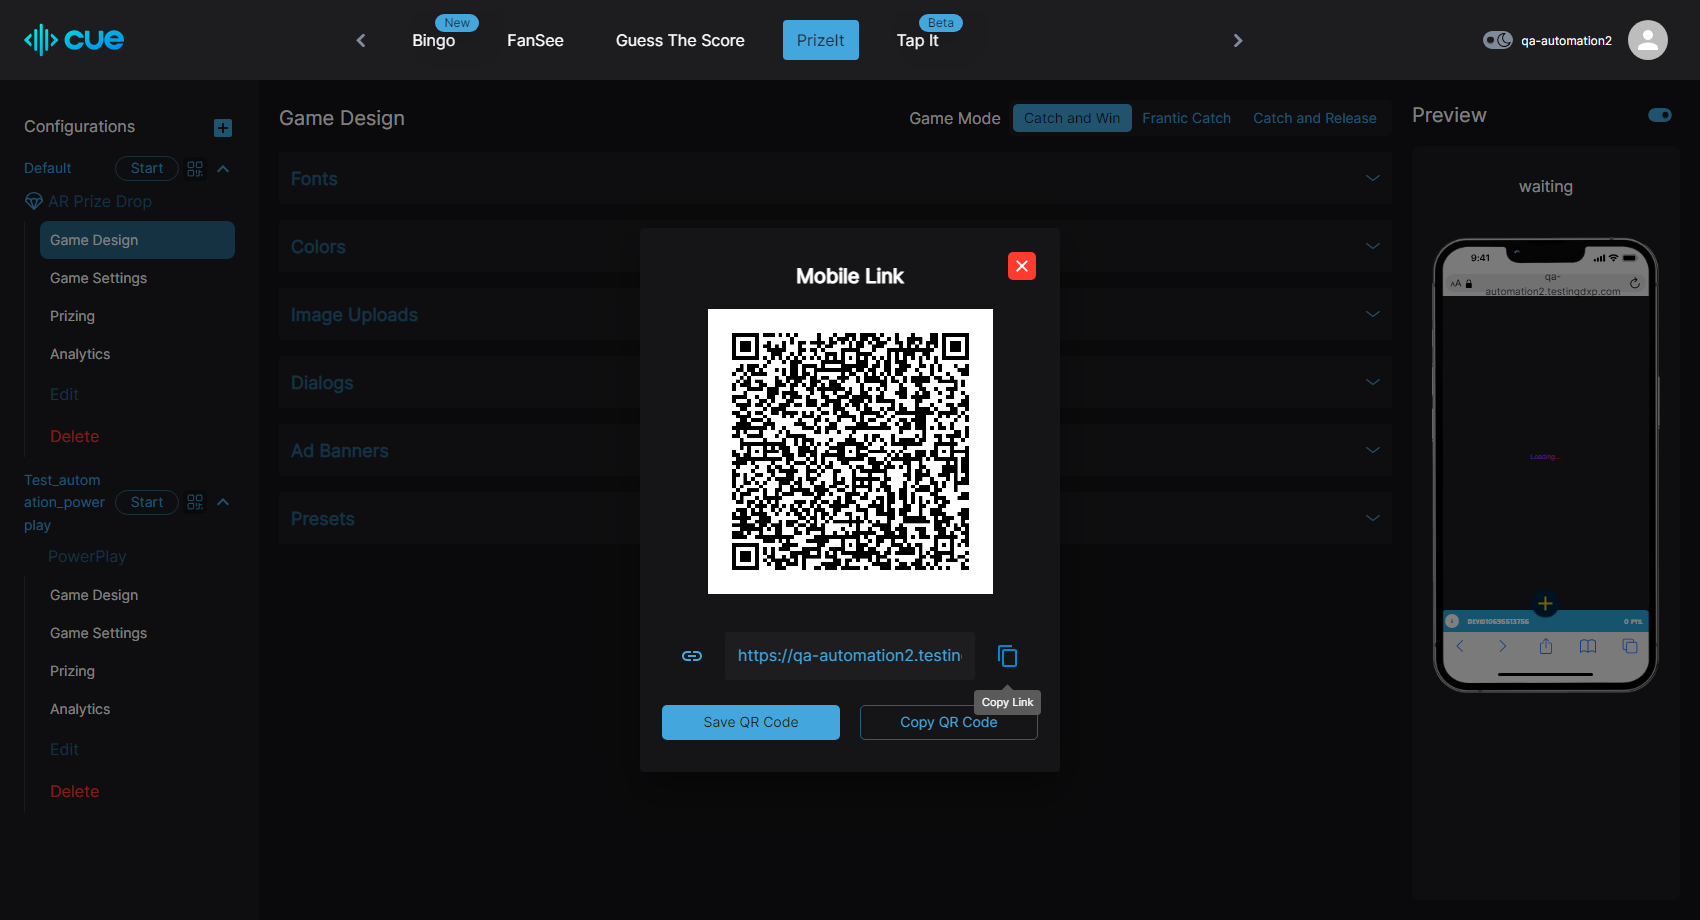 cue
Bingo
New
FanSee
Guess The Score
PrizeIt
Tap It
Beta
qa-automation2
Configurations
Default
Start
AR Prize Drop
Game Design
Game Settings
Prizing
Analytics
Edit
Delete
Test_autom
ation_power
play
Start
PowerPlay
Game Design
Game Settings
Prizing
Analytics
Edit
Delete
Game Design
Game Mode
Catch and Win
Frantic Catch
Catch and Release
Fonts
Colors
Image Uploads
Dialogs
Ad Banners
Presets
Mobile Link
https://qa-automation2.testin
Copy Link
Save QR Code
Copy QR Code
Preview
waiting
9:41
AA
qa-
automation2.testingdxp.com
Loading...
0 PTS.